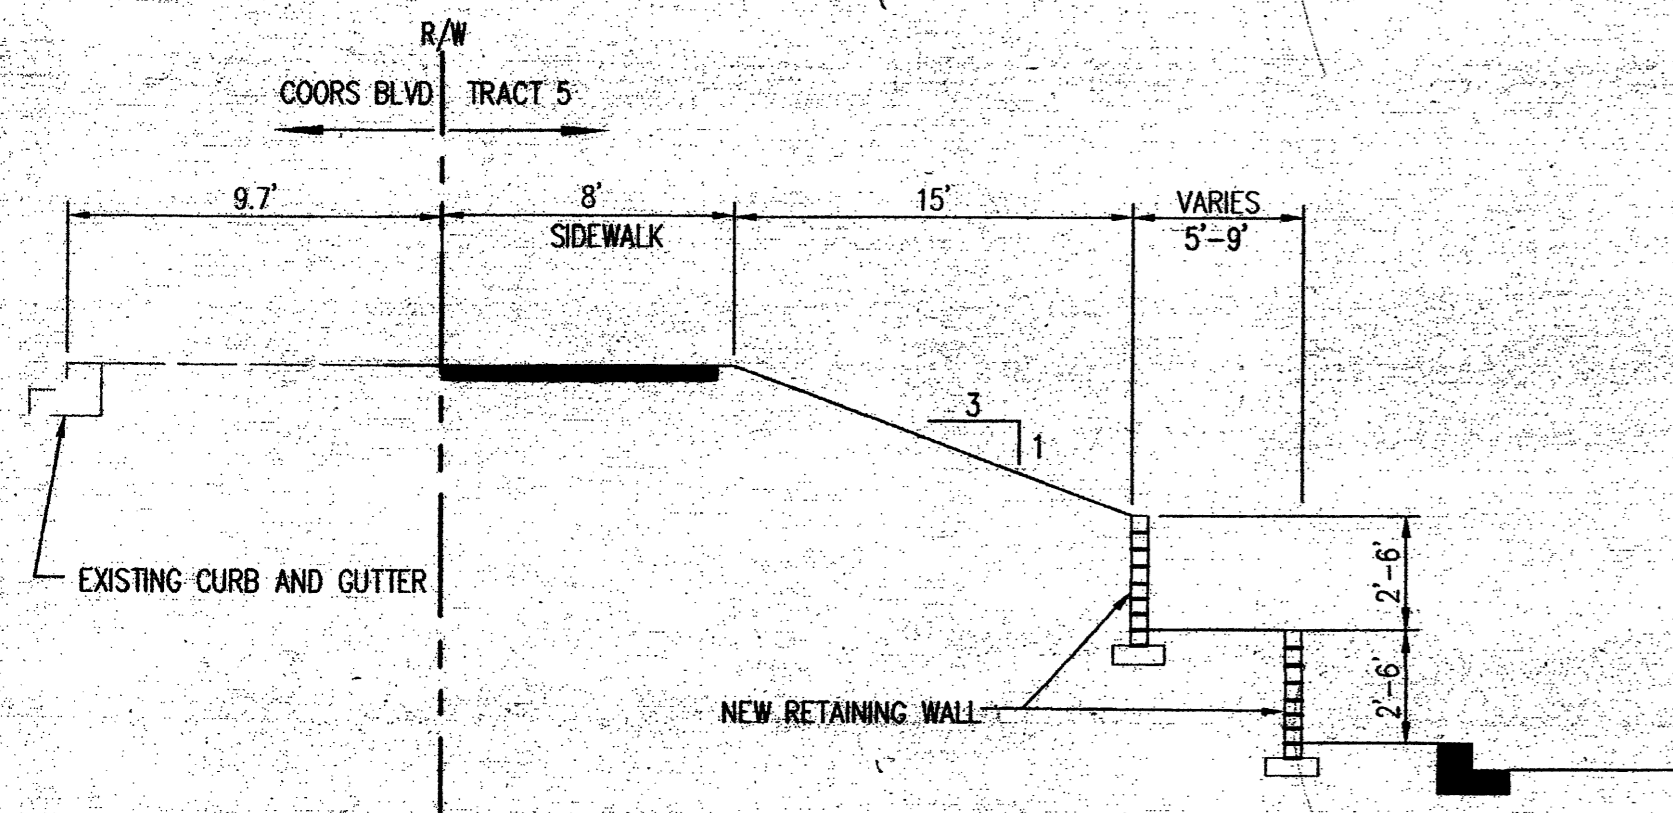 R/W
COORS BLVD TRACT 5
9.7' 8' 15' VARIES
SIDEWALK 5'-9'
3
1
EXISTING CURB AND GUTTER
2'-6'
2'-6'
NEW RETAINING WALL